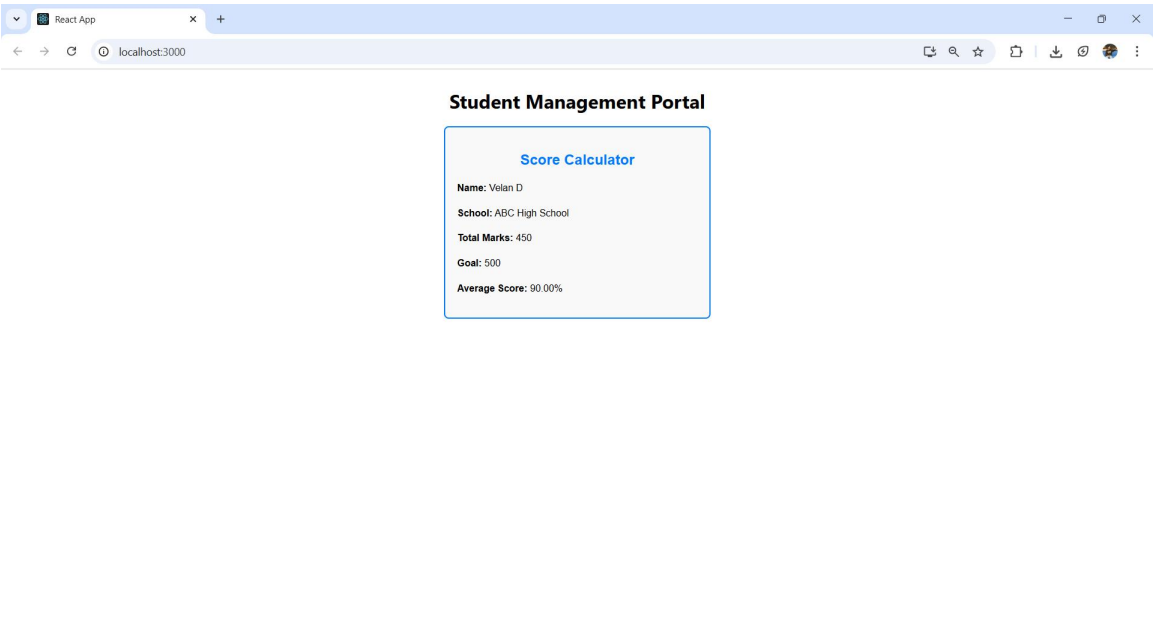 React App
localhost:3000
Student Management Portal
Score Calculator
Name: Velan D
School: ABC High School
Total Marks: 450
Goal: 500
Average Score: 90.00%